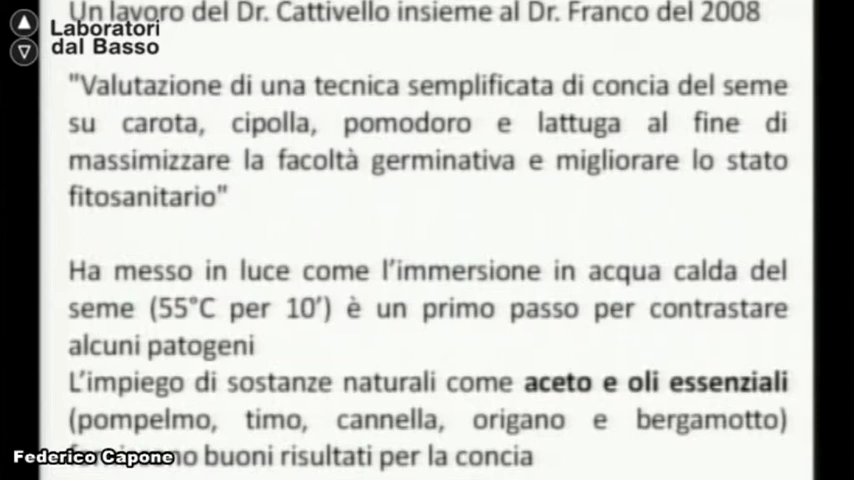 Un lavoro del Dr. Cattivello insieme al Dr. Franco del 2008
Laboratori
dal Basso
"Valutazione di una tecnica semplificata di concia del seme
su carota, cipolla, pomodoro e lattuga al fine di
massimizzare la facoltà germinativa e migliorare lo stato
fitosanitario"
Ha messo in luce come l'immersione in acqua calda del
seme (55°C per 10') è un primo passo per contrastare
alcuni patogeni
L'impiego di sostanze naturali come aceto e oli essenziali
(pompelmo, timo, cannella, origano e bergamotto)
buoni risultati per la concia
Federico Capone